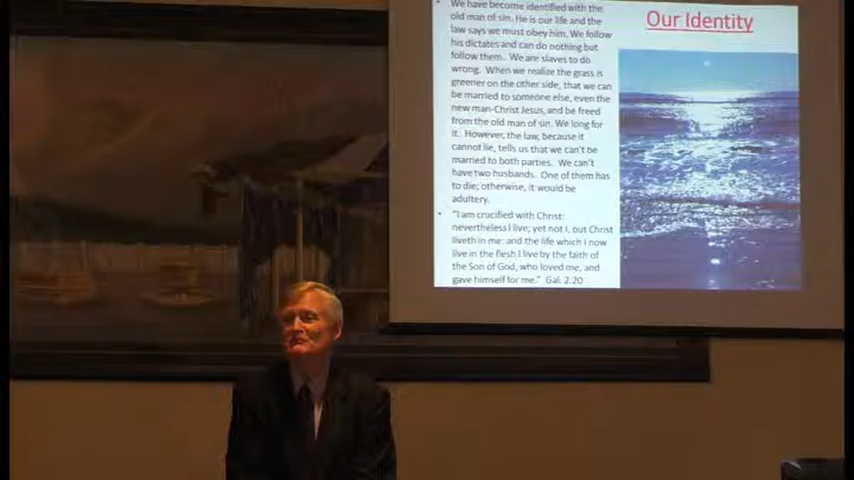 Our Identity
We have become identified with the
old man of sin. He is our life and the
law says we must obey him. We follow
his dictates and can do nothing but
follow them. We are slaves to do
wrong. When we realize the grass is
greener on the other side, that we can
be married to someone else, even the
new man-Christ Jesus, and be freed
from the old man of sin. We long for
it. However, the law, because it
cannot lie, tells us that we can't be
married to both parties. We can't
have two husbands. One of them has
to die; otherwise, it would be
adultery.
"I am crucified with Christ:
nevertheless I live; yet not I, but Christ
liveth in me: and the life which I now
live in the flesh I live by the faith of
the Son of God, who loved me, and
gave himself for me." Gal. 2:20